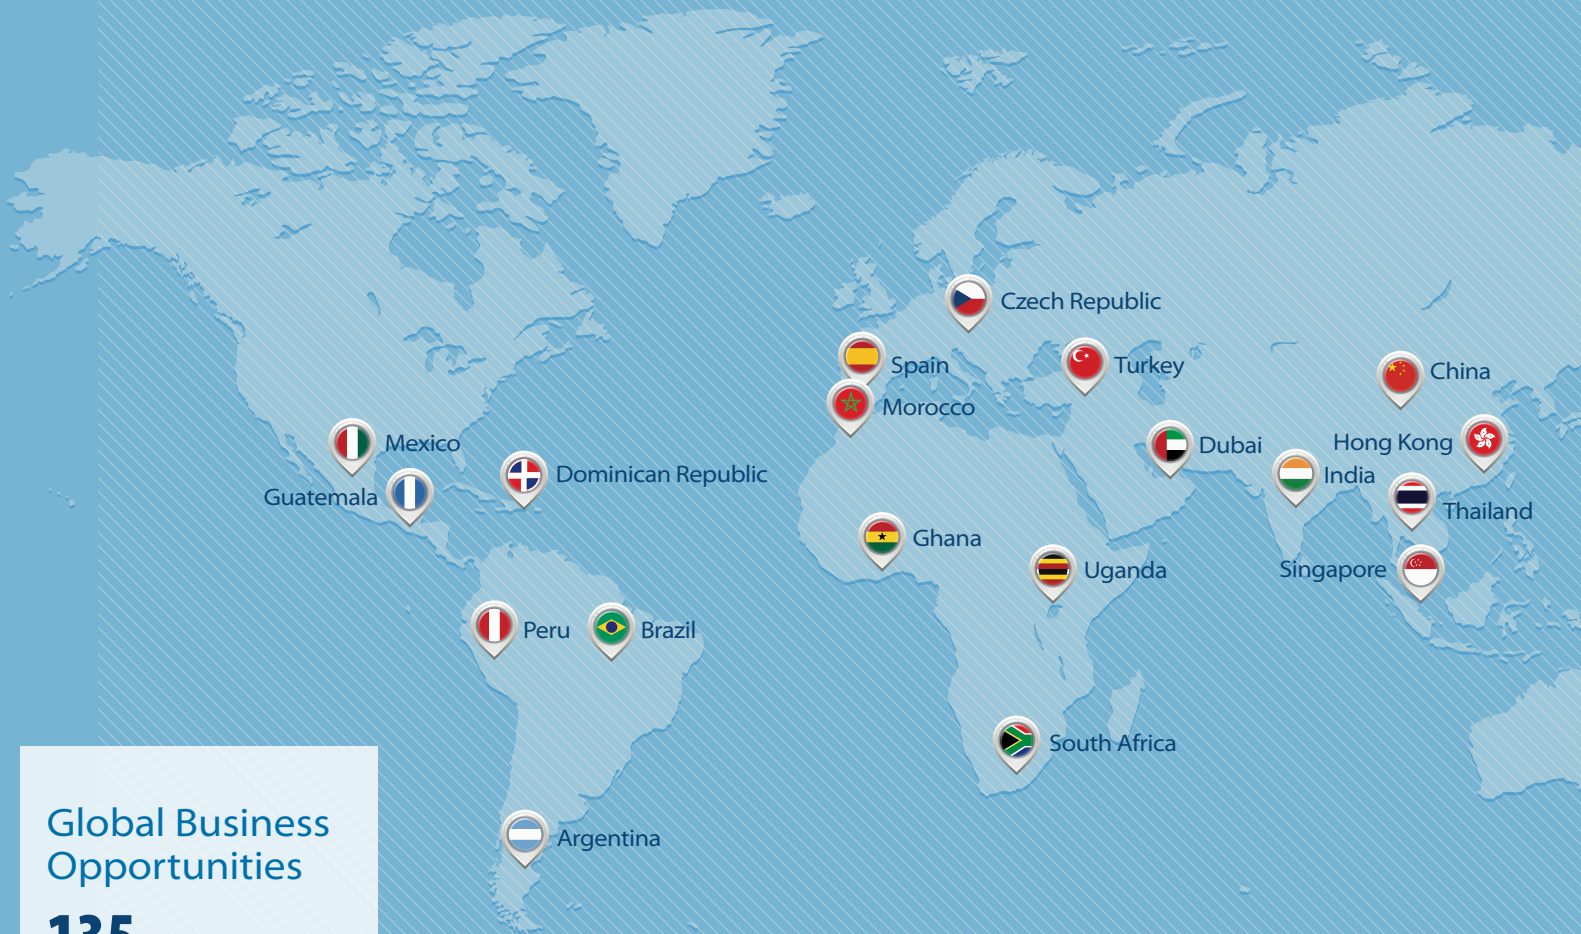 Czech Republic
Spain
Turkey
China
Morocco
Mexico
Dubai
Hong Kong
Dominican Republic
India
Guatemala
Thailand
Ghana
Uganda
Singapore
Peru
Brazil
South Africa
Argentina
Global Business
Opportunities
135